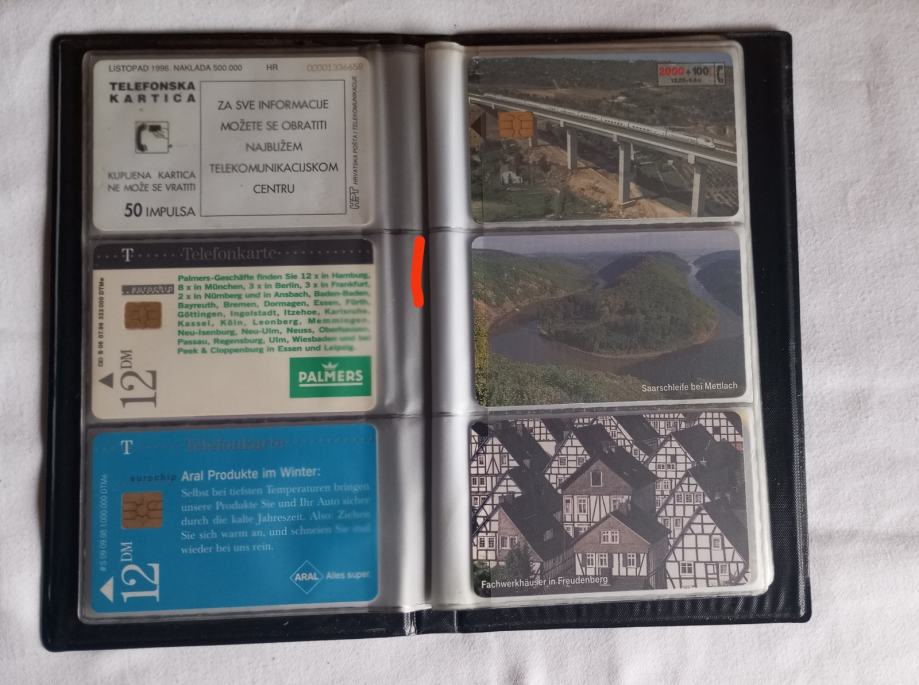 LISTOPAD 1996. NAKLADA 500.000 HR
TELEFONSKA
KARTICA
KUPLJENA KARTICA
NE MOŽE SE VRATITI
50 IMPULSA
ZA SVE INFORMACIJE
MOŽETE SE OBRATITI
NAJBLIŽEM
TELEKOMUNIKACIJSKOM
CENTRU
HPT HRVATSKA POŠTA I TELEKOMUNIKACIJE
T Telefonkarte
eurochip
12 DM
Palmers-Geschäfte finden Sie 12 x in Hamburg,
8 x in München, 3 x in Berlin, 3 x in Frankfurt,
2 x in Nürnberg und in Ansbach, Baden-Baden,
Bayreuth, Bremen, Dormagen, Essen, Fürth,
Göttingen, Ingolstadt, Itzehoe, Karlsruhe,
Kassel, Köln, Leonberg, Memmingen,
Neu-Isenburg, Neu-Ulm, Neuss, Oberhausen,
Passau, Regensburg, Ulm, Wiesbaden und bei
Peek & Cloppenburg in Essen und Leipzig.
PALMERS
T Telefonkarte
eurochip
12 DM
Aral Produkte im Winter:
Selbst bei tiefsten Temperaturen bringen
unsere Produkte Sie und Ihr Auto sicher
durch die kalte Jahreszeit. Also: Ziehen
Sie sich warm an, und schneien Sie mal
wieder bei uns rein.
ARAL Alles super.
2000+100
Saarschleife bei Mettlach
Fachwerkhäuser in Freudenberg